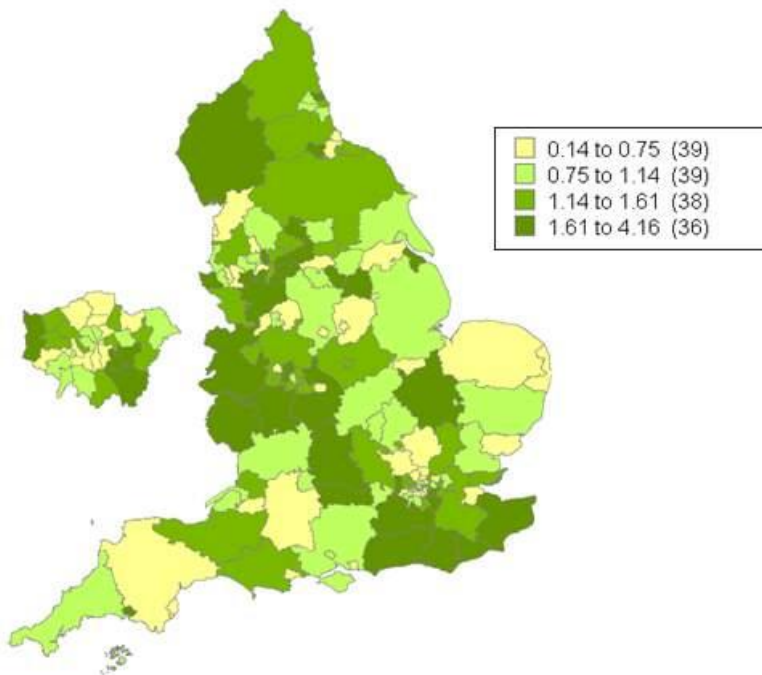 0.14 to 0.75 (39)
0.75 to 1.14 (39)
1.14 to 1.61 (38)
1.61 to 4.16 (36)